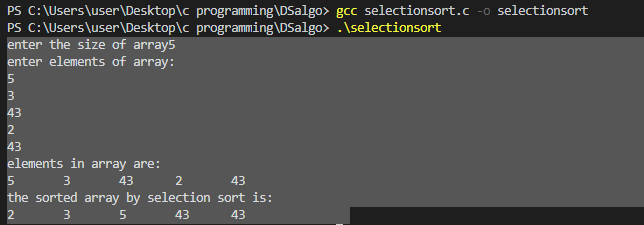 PS C:\Users\user\Desktop\c programming\DSalgo> gcc selectionsort.c -o selectionsort
PS C:\Users\user\Desktop\c programming\DSalgo> .\selectionsort
enter the size of array5
enter elements of array:
5
3
43
2
43
elements in array are:
5 3 43 2 43
the sorted array by selection sort is:
2 3 5 43 43